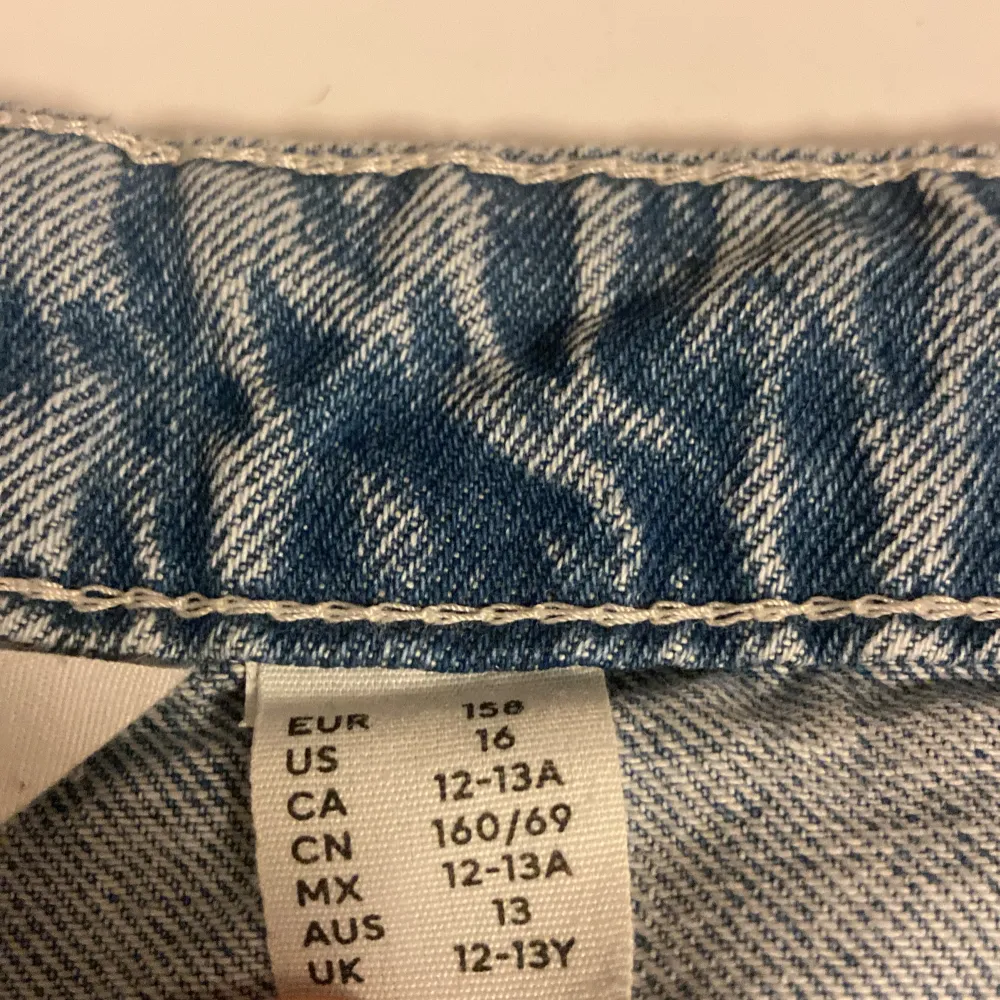 EUR 158
US 16
CA 12-13A
CN 160/69
MX 12-13A
AUS 13
UK 12-13Y